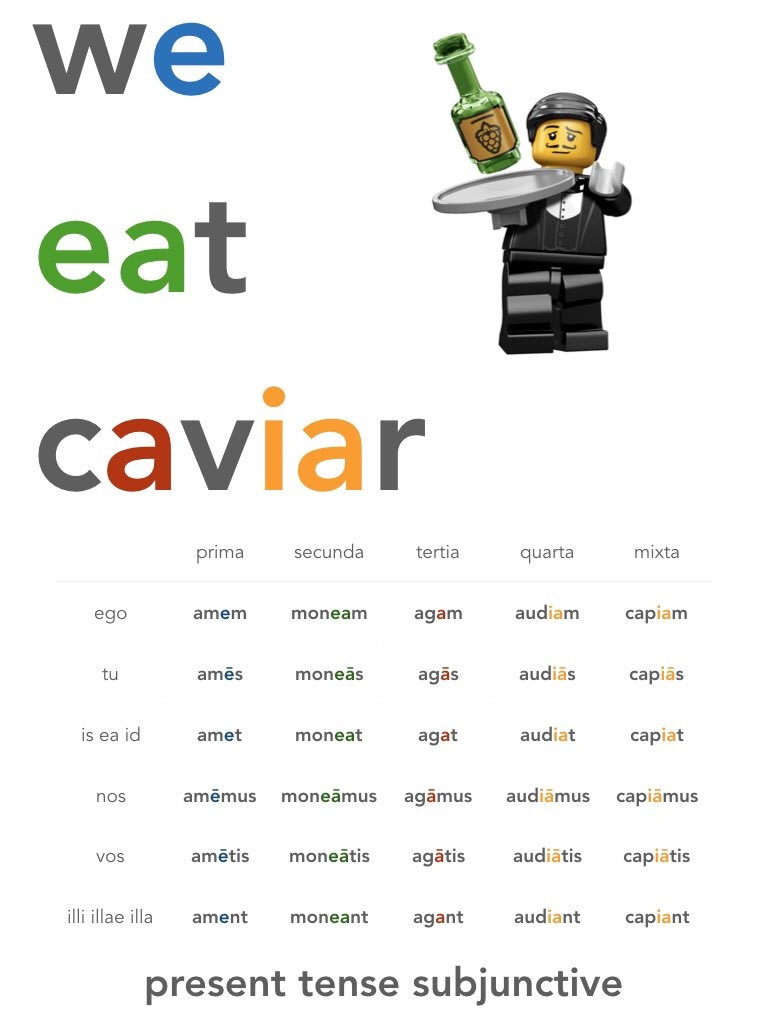 we
eat
caviar
prima secunda tertia quarta mixta
ego amem moneam agam audiam capiam
tu amēs moneās agās audiās capiās
is ea id amet moneat agat audiat capiat
nos amēmus moneāmus agāmus audiāmus capiāmus
vos amētis moneātis agātis audiātis capiātis
illi illae illa ament moneant agant audiant capiant
present tense subjunctive